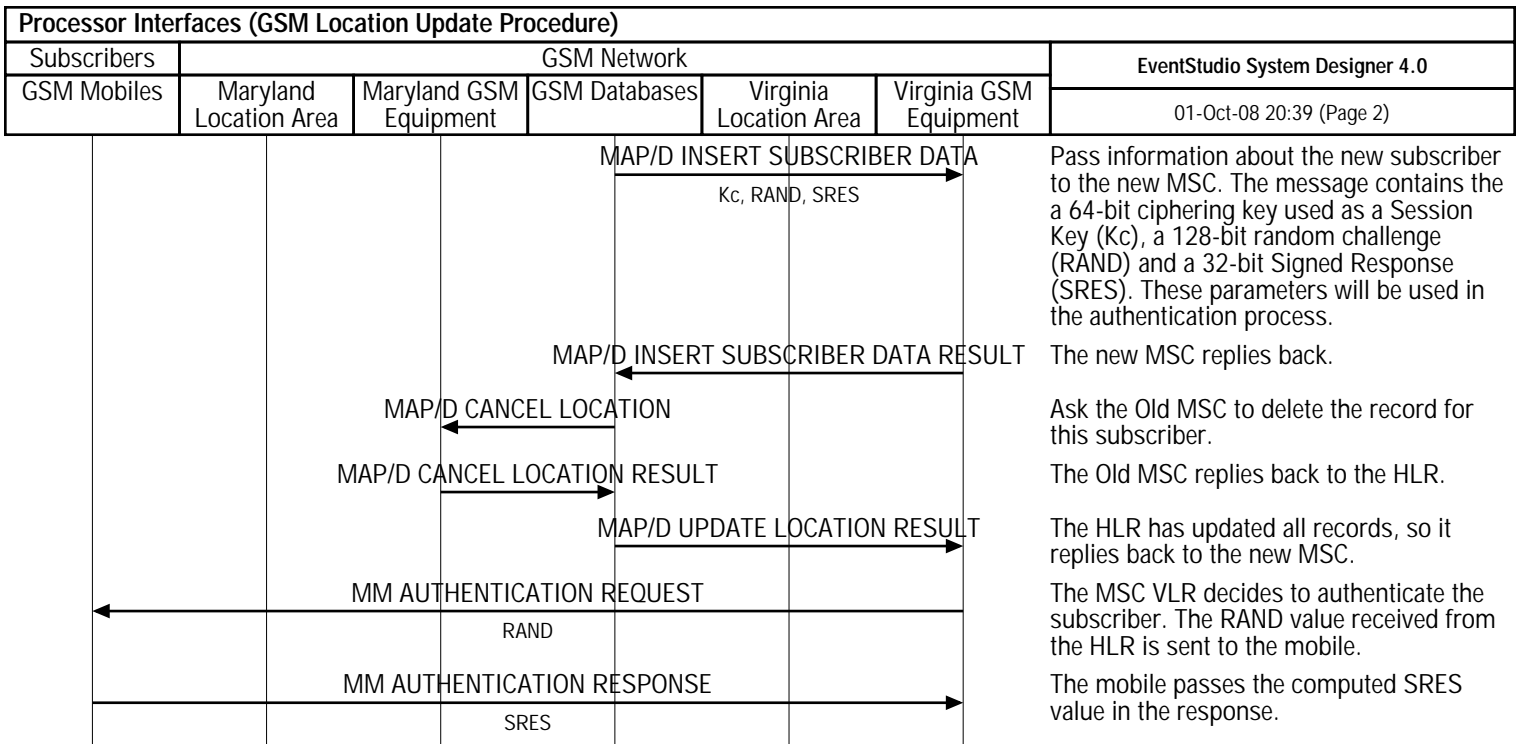 Processor Interfaces (GSM Location Update Procedure)
Subscribers
GSM Network
EventStudio System Designer 4.0
GSM Mobiles
Maryland
Location Area
Maryland GSM
Equipment
GSM Databases
Virginia
Location Area
Virginia GSM
Equipment
01-Oct-08 20:39 (Page 2)
MAP/D INSERT SUBSCRIBER DATA
Kc, RAND, SRES
Pass information about the new subscriber
to the new MSC. The message contains the
a 64-bit ciphering key used as a Session
Key (Kc), a 128-bit random challenge
(RAND) and a 32-bit Signed Response
(SRES). These parameters will be used in
the authentication process.
MAP/D INSERT SUBSCRIBER DATA RESULT
The new MSC replies back.
MAP/D CANCEL LOCATION
Ask the Old MSC to delete the record for
this subscriber.
MAP/D CANCEL LOCATION RESULT
The Old MSC replies back to the HLR.
MAP/D UPDATE LOCATION RESULT
The HLR has updated all records, so it
replies back to the new MSC.
MM AUTHENTICATION REQUEST
RAND
The MSC VLR decides to authenticate the
subscriber. The RAND value received from
the HLR is sent to the mobile.
MM AUTHENTICATION RESPONSE
SRES
The mobile passes the computed SRES
value in the response.